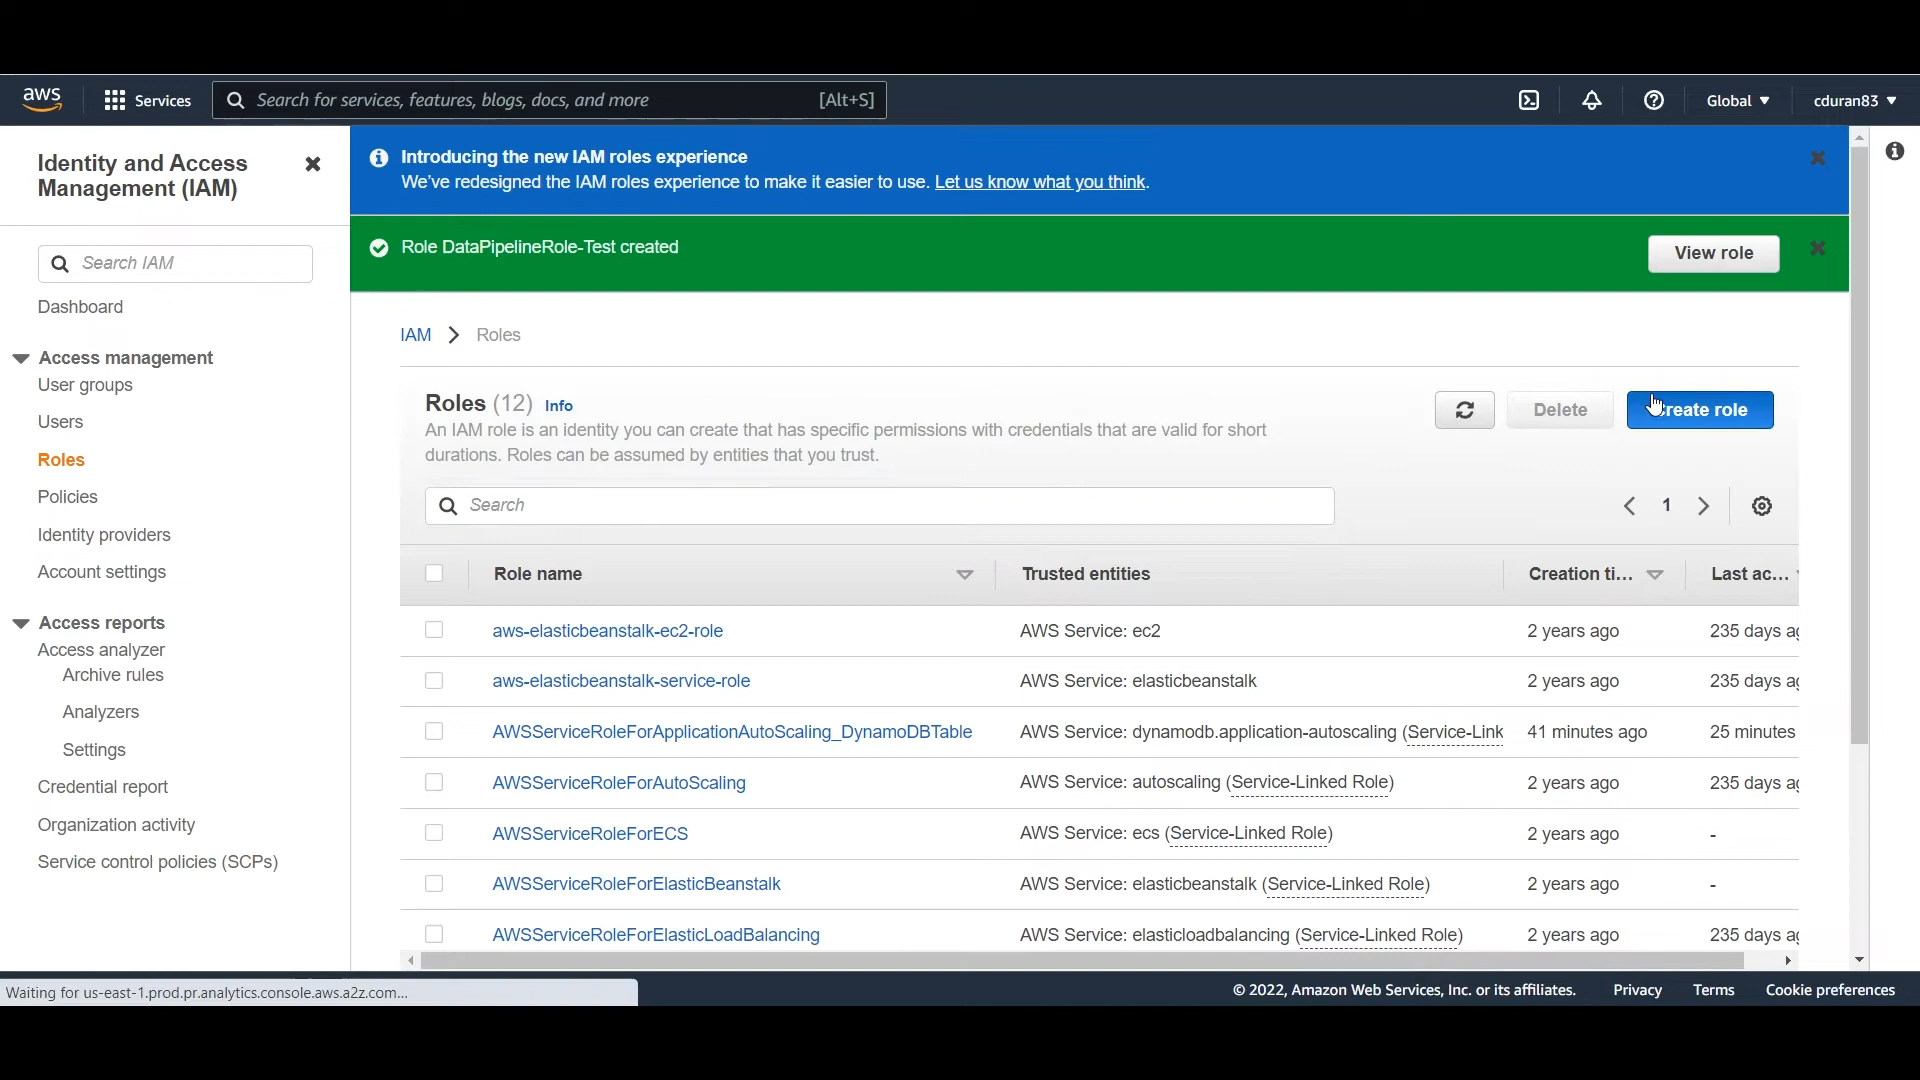 aws
Services
Search for services, features, blogs, docs, and more
[Alt+S]
Global
cduran83
Identity and Access
Management (IAM)
Search IAM
Dashboard
Access management
User groups
Users
Roles
Policies
Identity providers
Account settings
Access reports
Access analyzer
Archive rules
Analyzers
Settings
Credential report
Organization activity
Service control policies (SCPs)
Introducing the new IAM roles experience
We've redesigned the IAM roles experience to make it easier to use. Let us know what you think.
Role DataPipelineRole-Test created
View role
IAM > Roles
Roles (12) Info
An IAM role is an identity you can create that has specific permissions with credentials that are valid for short
durations. Roles can be assumed by entities that you trust.
Delete
reate role
Search
1
Role name Trusted entities Creation ti... Last ac...
aws-elasticbeanstalk-ec2-role AWS Service: ec2 2 years ago 235 days ag
aws-elasticbeanstalk-service-role AWS Service: elasticbeanstalk 2 years ago 235 days ag
AWSServiceRoleForApplicationAutoScaling_DynamoDBTable AWS Service: dynamodb.application-autoscaling (Service-Link 41 minutes ago 25 minutes
AWSServiceRoleForAutoScaling AWS Service: autoscaling (Service-Linked Role) 2 years ago 235 days ag
AWSServiceRoleForECS AWS Service: ecs (Service-Linked Role) 2 years ago -
AWSServiceRoleForElasticBeanstalk AWS Service: elasticbeanstalk (Service-Linked Role) 2 years ago -
AWSServiceRoleForElasticLoadBalancing AWS Service: elasticloadbalancing (Service-Linked Role) 2 years ago 235 days ag
Waiting for us-east-1.prod.pr.analytics.console.aws.a2z.com...
© 2022, Amazon Web Services, Inc. or its affiliates. Privacy Terms Cookie preferences